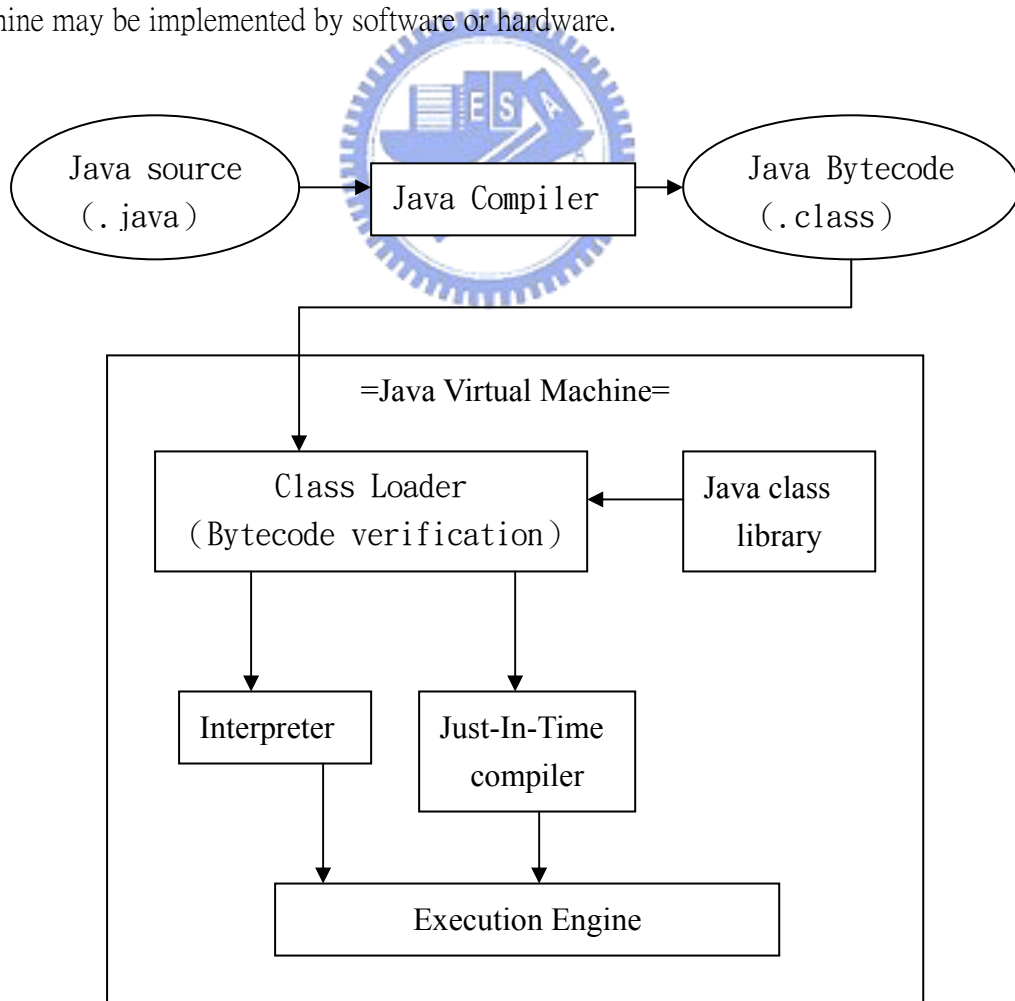 hine may be implemented by software or hardware.
ESA
Java source
（.java）
Java Compiler
Java Bytecode
（.class）
=Java Virtual Machine=
Class Loader
（Bytecode verification）
Java class
library
Interpreter
Just-In-Time
compiler
Execution Engine